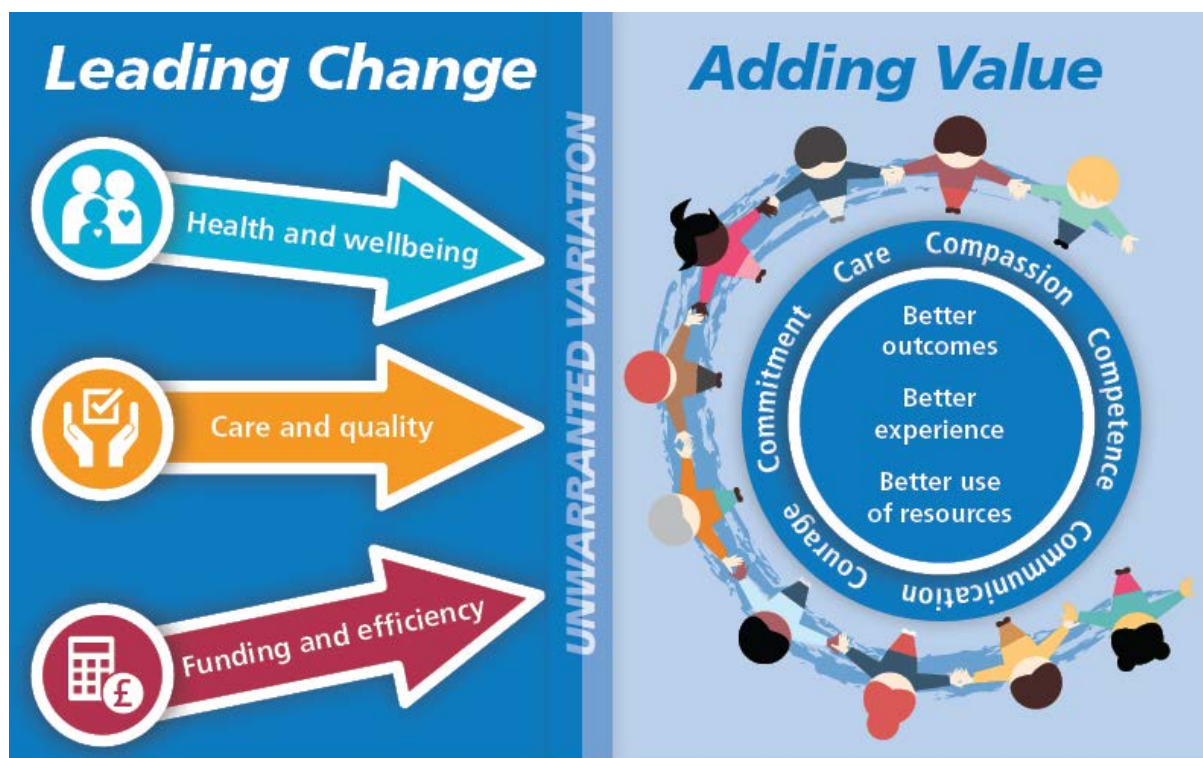 Leading Change
Health and wellbeing
Care and quality
£
Funding and efficiency
UNWARRANTED VARIATION
Adding Value
Care Compassion Competence Communication Courage Commitment
Better
outcomes
Better
experience
Better use
of resources